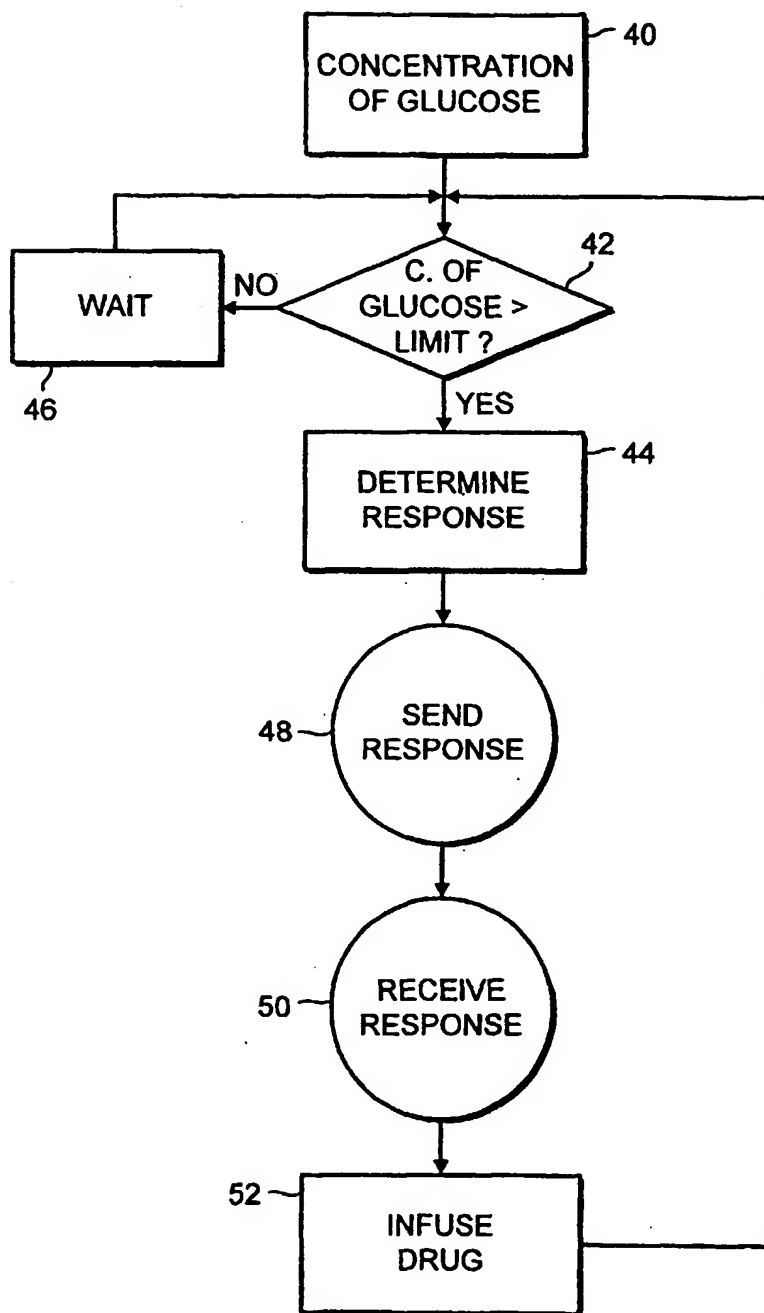 40
CONCENTRATION
OF GLUCOSE
42
C. OF
GLUCOSE >
LIMIT ?
NO
WAIT
46
YES
44
DETERMINE
RESPONSE
48
SEND
RESPONSE
50
RECEIVE
RESPONSE
52
INFUSE
DRUG